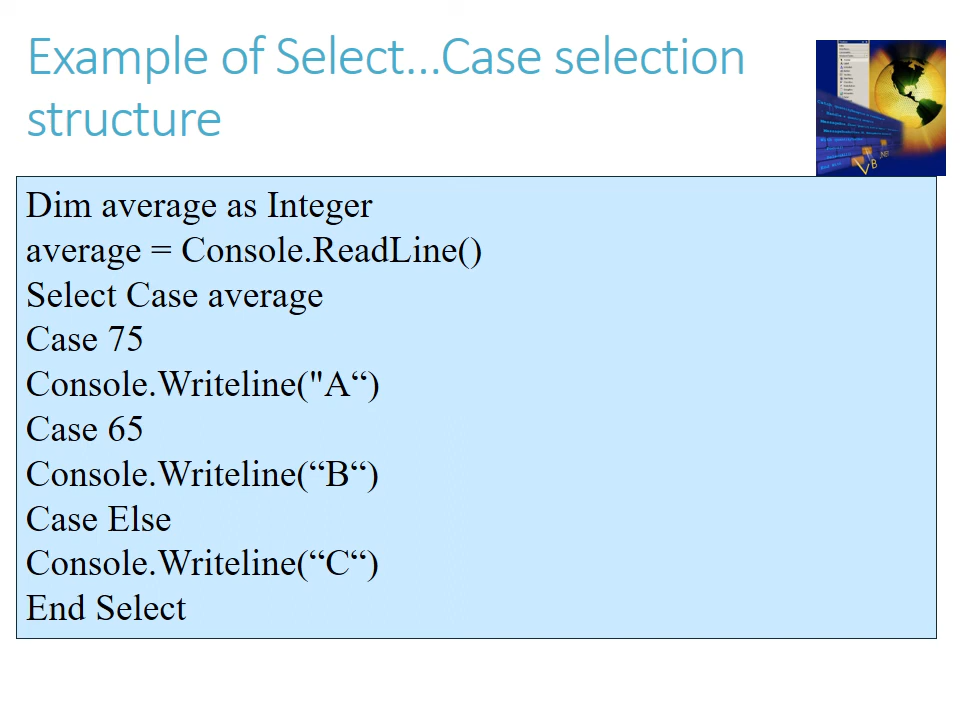 Example of Select...Case selection
structure
Dim average as Integer
average = Console.ReadLine()
Select Case average
Case 75
Console.Writeline("A“)
Case 65
Console.Writeline(“B“)
Case Else
Console.Writeline(“C“)
End Select